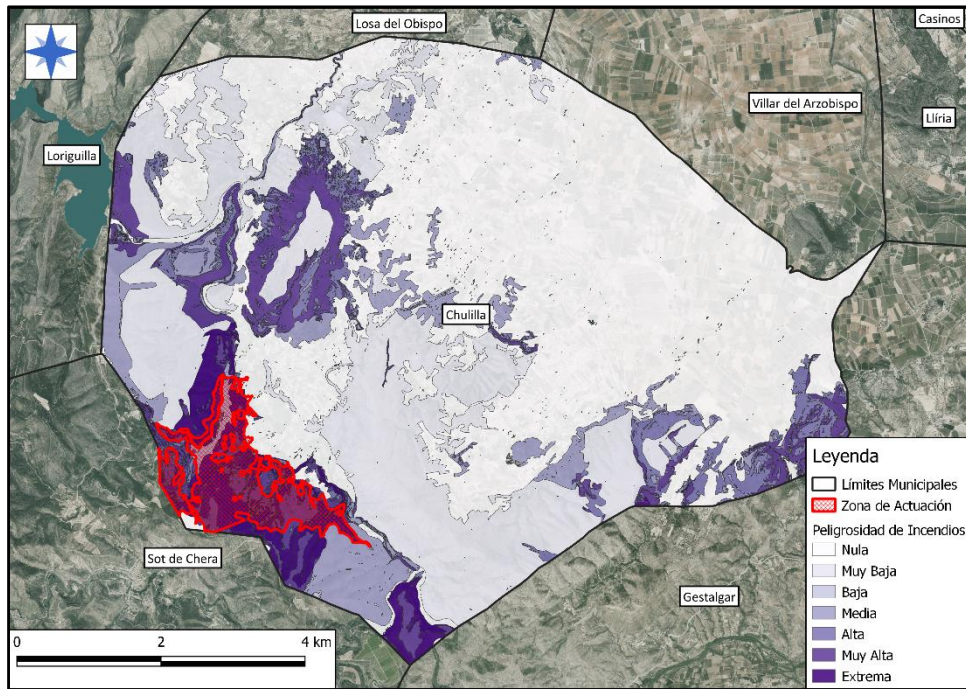 Losa del Obispo
Casinos
Villar del Arzobispo
Llíria
Loriguilla
Chulilla
Sot de Chera
Gestalgar
0 2 4 km
Leyenda
Límites Municipales
Zona de Actuación
Peligrosidad de Incendios
Nula
Muy Baja
Baja
Media
Alta
Muy Alta
Extrema